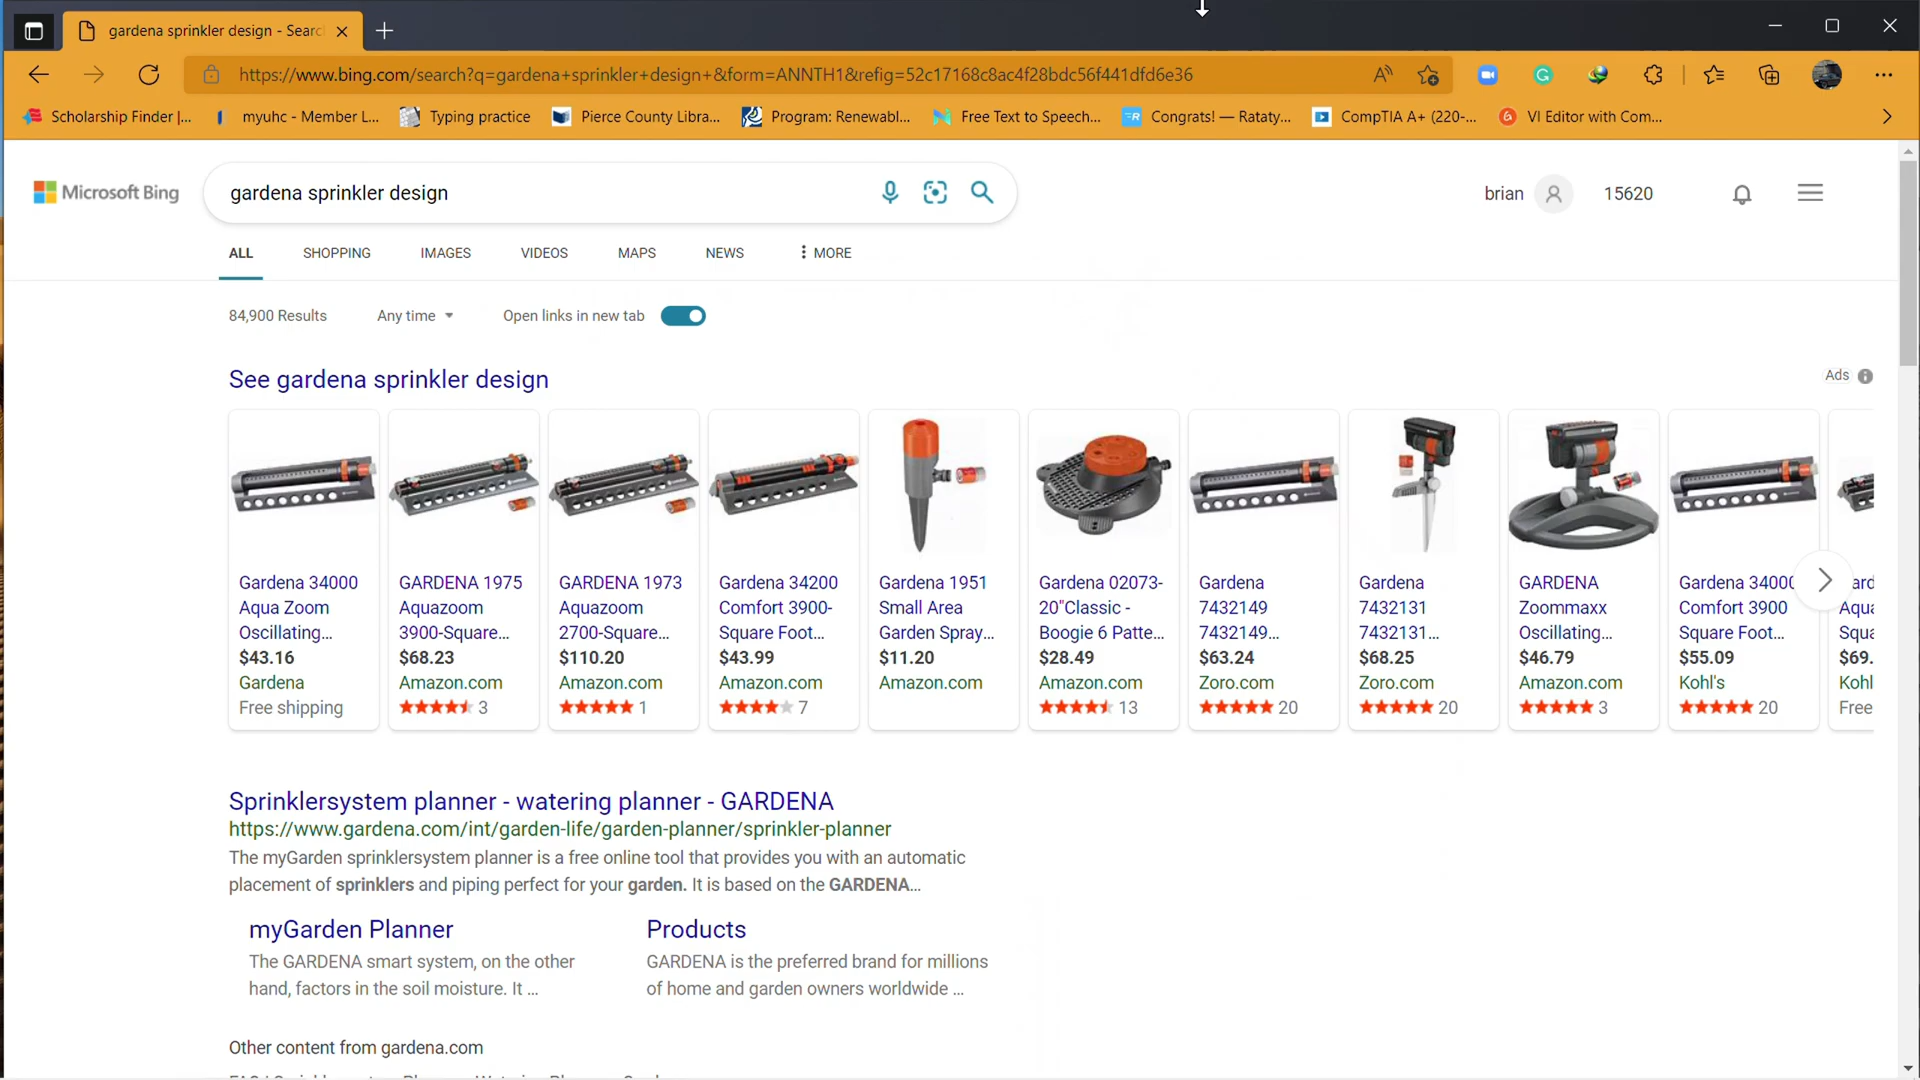 gardena sprinkler design - Searc
https://www.bing.com/search?q=gardena+sprinkler+design+&form=ANNTH1&refig=52c17168c8ac4f28bdc56f441dfd6e36
Scholarship Finder |... myuhc - Member L... Typing practice Pierce County Libra... Program: Renewabl... Free Text to Speech... Congrats! — Rataty... CompTIA A+ (220-... VI Editor with Com...
Microsoft Bing gardena sprinkler design brian 15620
ALL SHOPPING IMAGES VIDEOS MAPS NEWS MORE
84,900 Results Any time Open links in new tab
See gardena sprinkler design Ads
Gardena 34000
Aqua Zoom
Oscillating...
$43.16
Gardena
Free shipping
GARDENA 1975
Aquazoom
3900-Square...
$68.23
Amazon.com
3
GARDENA 1973
Aquazoom
2700-Square...
$110.20
Amazon.com
1
Gardena 34200
Comfort 3900-
Square Foot...
$43.99
Amazon.com
7
Gardena 1951
Small Area
Garden Spray...
$11.20
Amazon.com
Gardena 02073-
20"Classic -
Boogie 6 Patte...
$28.49
Amazon.com
13
Gardena
7432149
7432149...
$63.24
Zoro.com
20
Gardena
7432131
7432131...
$68.25
Zoro.com
20
GARDENA
Zoommaxx
Oscillating...
$46.79
Amazon.com
3
Gardena 34000
Comfort 3900
Square Foot...
$55.09
Kohl's
20
ard
Aqua
Squa
$69.
Kohl
Free
Sprinklersystem planner - watering planner - GARDENA
https://www.gardena.com/int/garden-life/garden-planner/sprinkler-planner
The myGarden sprinklersystem planner is a free online tool that provides you with an automatic
placement of sprinklers and piping perfect for your garden. It is based on the GARDENA...
myGarden Planner
The GARDENA smart system, on the other
hand, factors in the soil moisture. It ...
Products
GARDENA is the preferred brand for millions
of home and garden owners worldwide ...
Other content from gardena.com